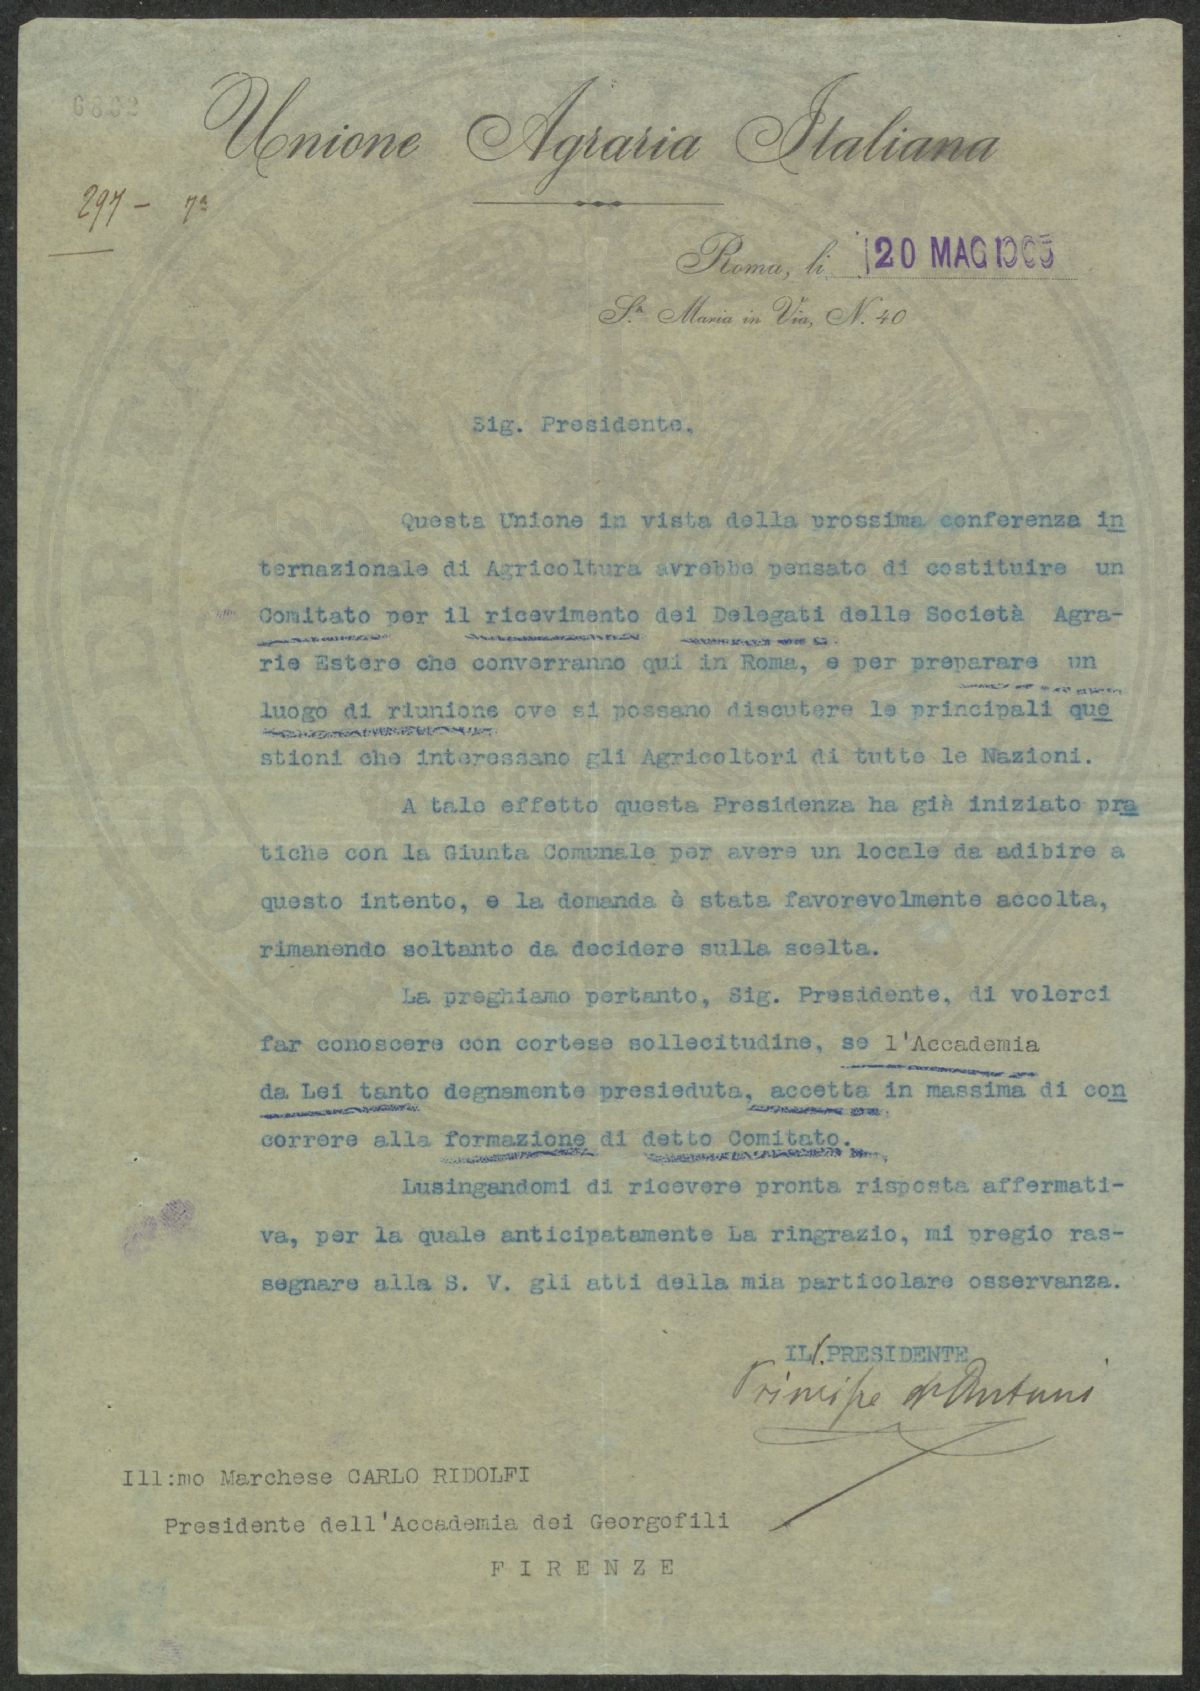 Unione Agraria Italiana
297 - 7ª
Roma, li 20 MAG 1905
S.ª Maria in Via, N. 40
Sig. Presidente,
Questa Unione in vista della prossima conferenza in
ternazionale di Agricoltura avrebbe pensato di costituire un
Comitato per il ricevimento dei Delegati delle Società Agra-
rie Estere che converranno qui in Roma, e per preparare un
luogo di riunione ove si possano discutere le principali que
stioni che interessano gli Agricoltori di tutte le Nazioni.
A tale effetto questa Presidenza ha già iniziato pra
tiche con la Giunta Comunale per avere un locale da adibire a
questo intento, e la domanda è stata favorevolmente accolta,
rimanendo soltanto da decidere sulla scelta.
La preghiamo pertanto, Sig. Presidente, di volerci
far conoscere con cortese sollecitudine, se l'Accademia
da Lei tanto degnamente presieduta, accetta in massima di con
correre alla formazione di detto Comitato.
Lusingandomi di ricevere pronta risposta affermati-
va, per la quale anticipatamente La ringrazio, mi pregio ras-
segnare alla S. V. gli atti della mia particolare osservanza.
IL PRESIDENTE
Principe d'Antuni
Ill:mo Marchese CARLO RIDOLFI
Presidente dell'Accademia dei Georgofili
FIRENZE